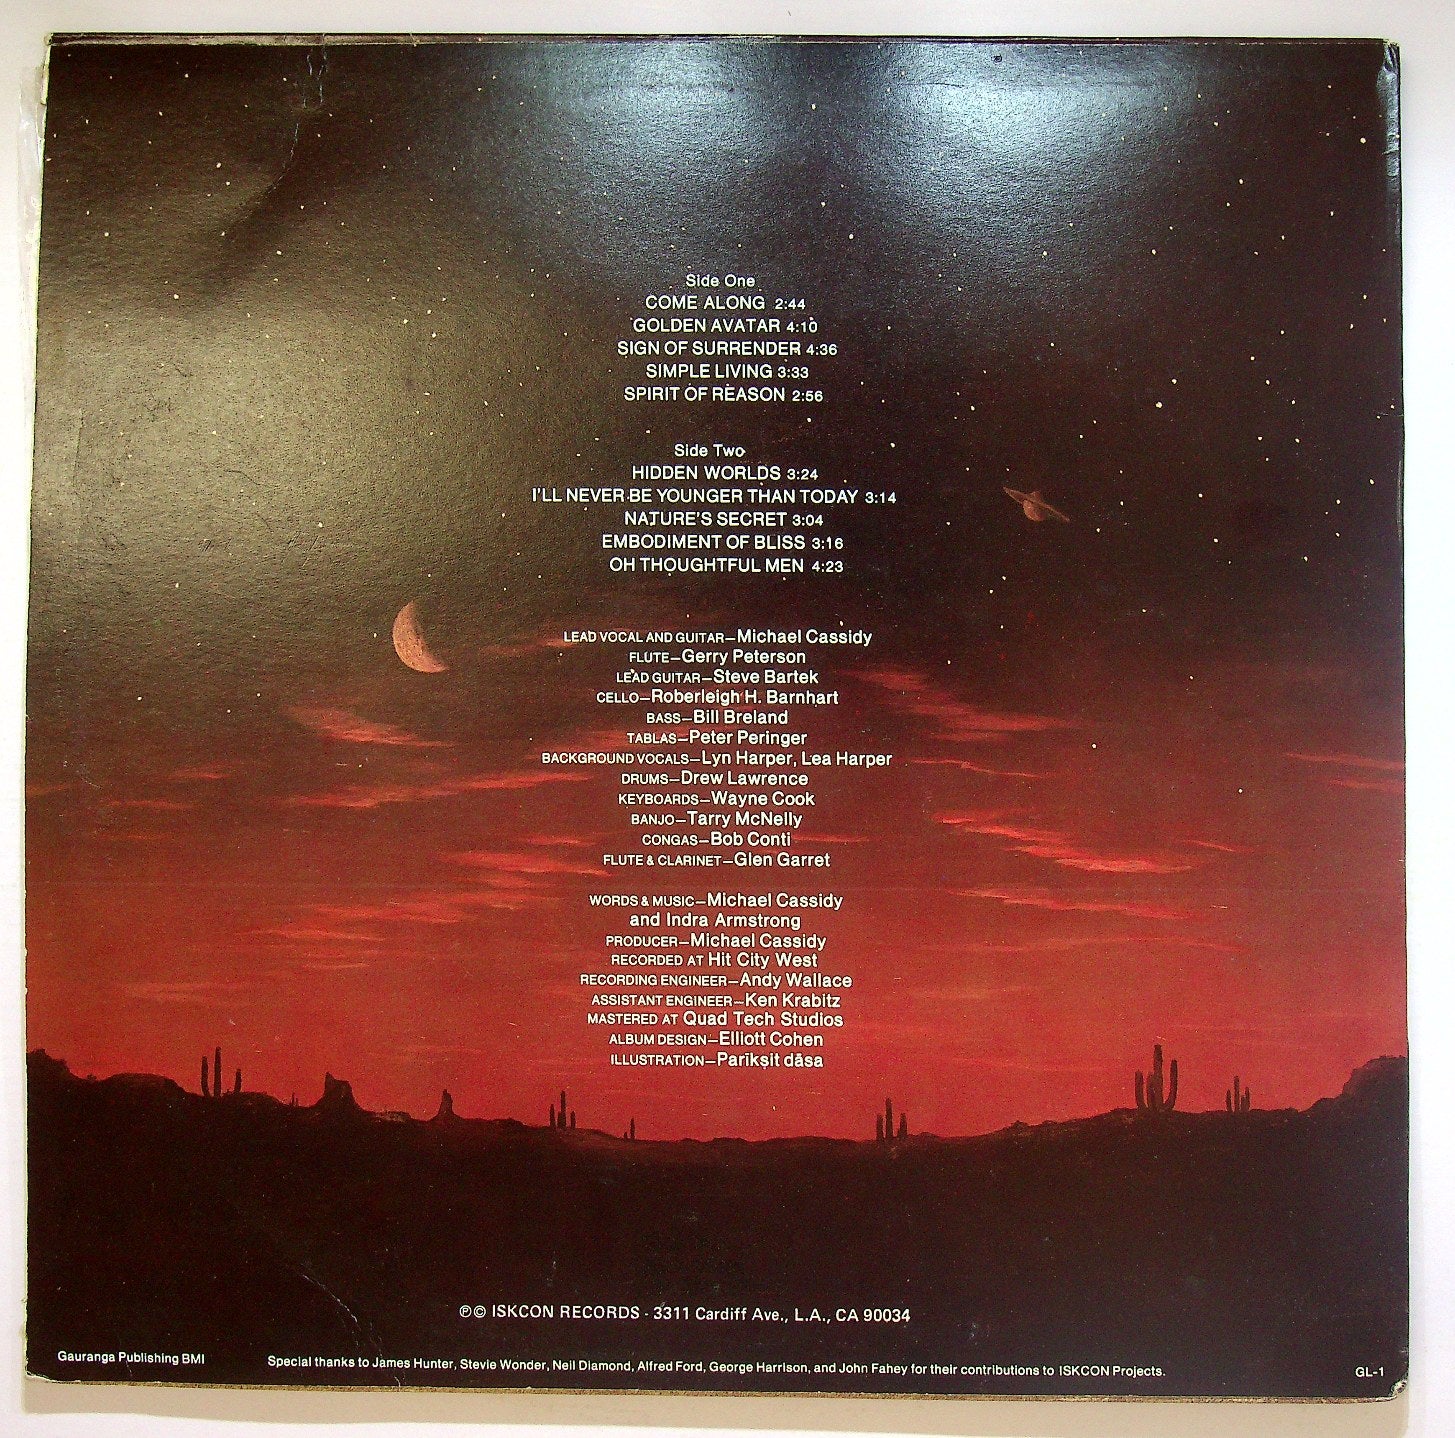 Side One
COME ALONG 2:44
GOLDEN AVATAR 4:10
SIGN OF SURRENDER 4:36
SIMPLE LIVING 3:33
SPIRIT OF REASON 2:56
Side Two
HIDDEN WORLDS 3:24
I'LL NEVER BE YOUNGER THAN TODAY 3:14
NATURE'S SECRET 3:04
EMBODIMENT OF BLISS 3:16
OH THOUGHTFUL MEN 4:23
LEAD VOCAL AND GUITAR—Michael Cassidy
FLUTE—Gerry Peterson
LEAD GUITAR—Steve Bartek
CELLO—Roberleigh H. Barnhart
BASS—Bill Breland
TABLAS—Peter Peringer
BACKGROUND VOCALS—Lyn Harper, Lea Harper
DRUMS—Drew Lawrence
KEYBOARDS—Wayne Cook
BANJO—Tarry McNelly
CONGAS—Bob Conti
FLUTE & CLARINET—Glen Garret
WORDS & MUSIC—Michael Cassidy
and Indra Armstrong
PRODUCER—Michael Cassidy
RECORDED AT Hit City West
RECORDING ENGINEER—Andy Wallace
ASSISTANT ENGINEER—Ken Krabitz
MASTERED AT Quad Tech Studios
ALBUM DESIGN—Elliott Cohen
ILLUSTRATION—Parīkṣit dāsa
℗© ISKCON RECORDS - 3311 Cardiff Ave., L.A., CA 90034
Gauranga Publishing BMI
Special thanks to James Hunter, Stevie Wonder, Neil Diamond, Alfred Ford, George Harrison, and John Fahey for their contributions to ISKCON Projects.
GL-1